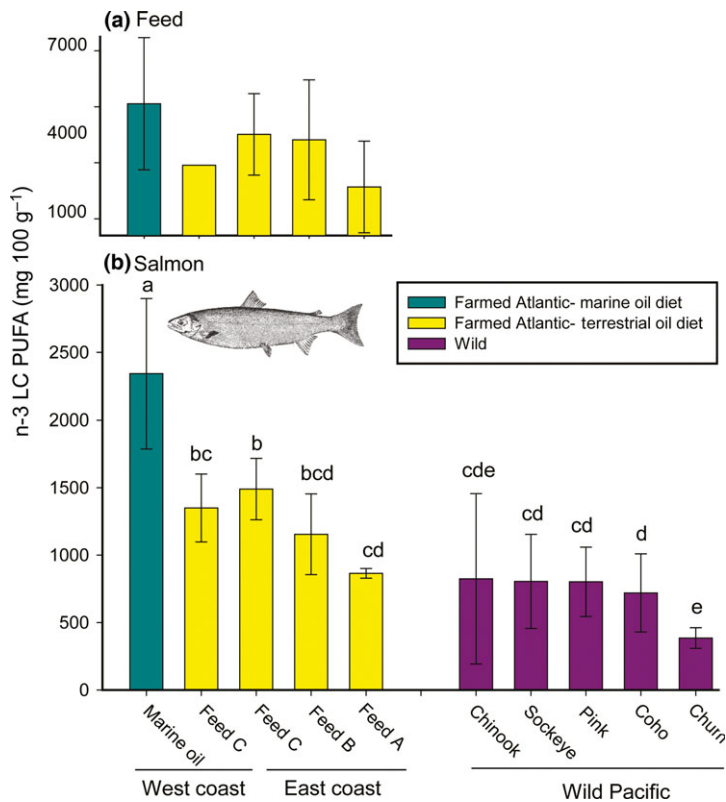 (a) Feed
7000
4000
1000
n-3 LC PUFA (mg 100 g⁻¹)
(b) Salmon
3000
2500
2000
1500
1000
500
0
a
bc
b
bcd
cd
cde
cd
cd
d
e
Farmed Atlantic- marine oil diet
Farmed Atlantic- terrestrial oil diet
Wild
Marine oil
Feed C
Feed C
Feed B
Feed A
Chinook
Sockeye
Pink
Coho
Chum
West coast
East coast
Wild Pacific